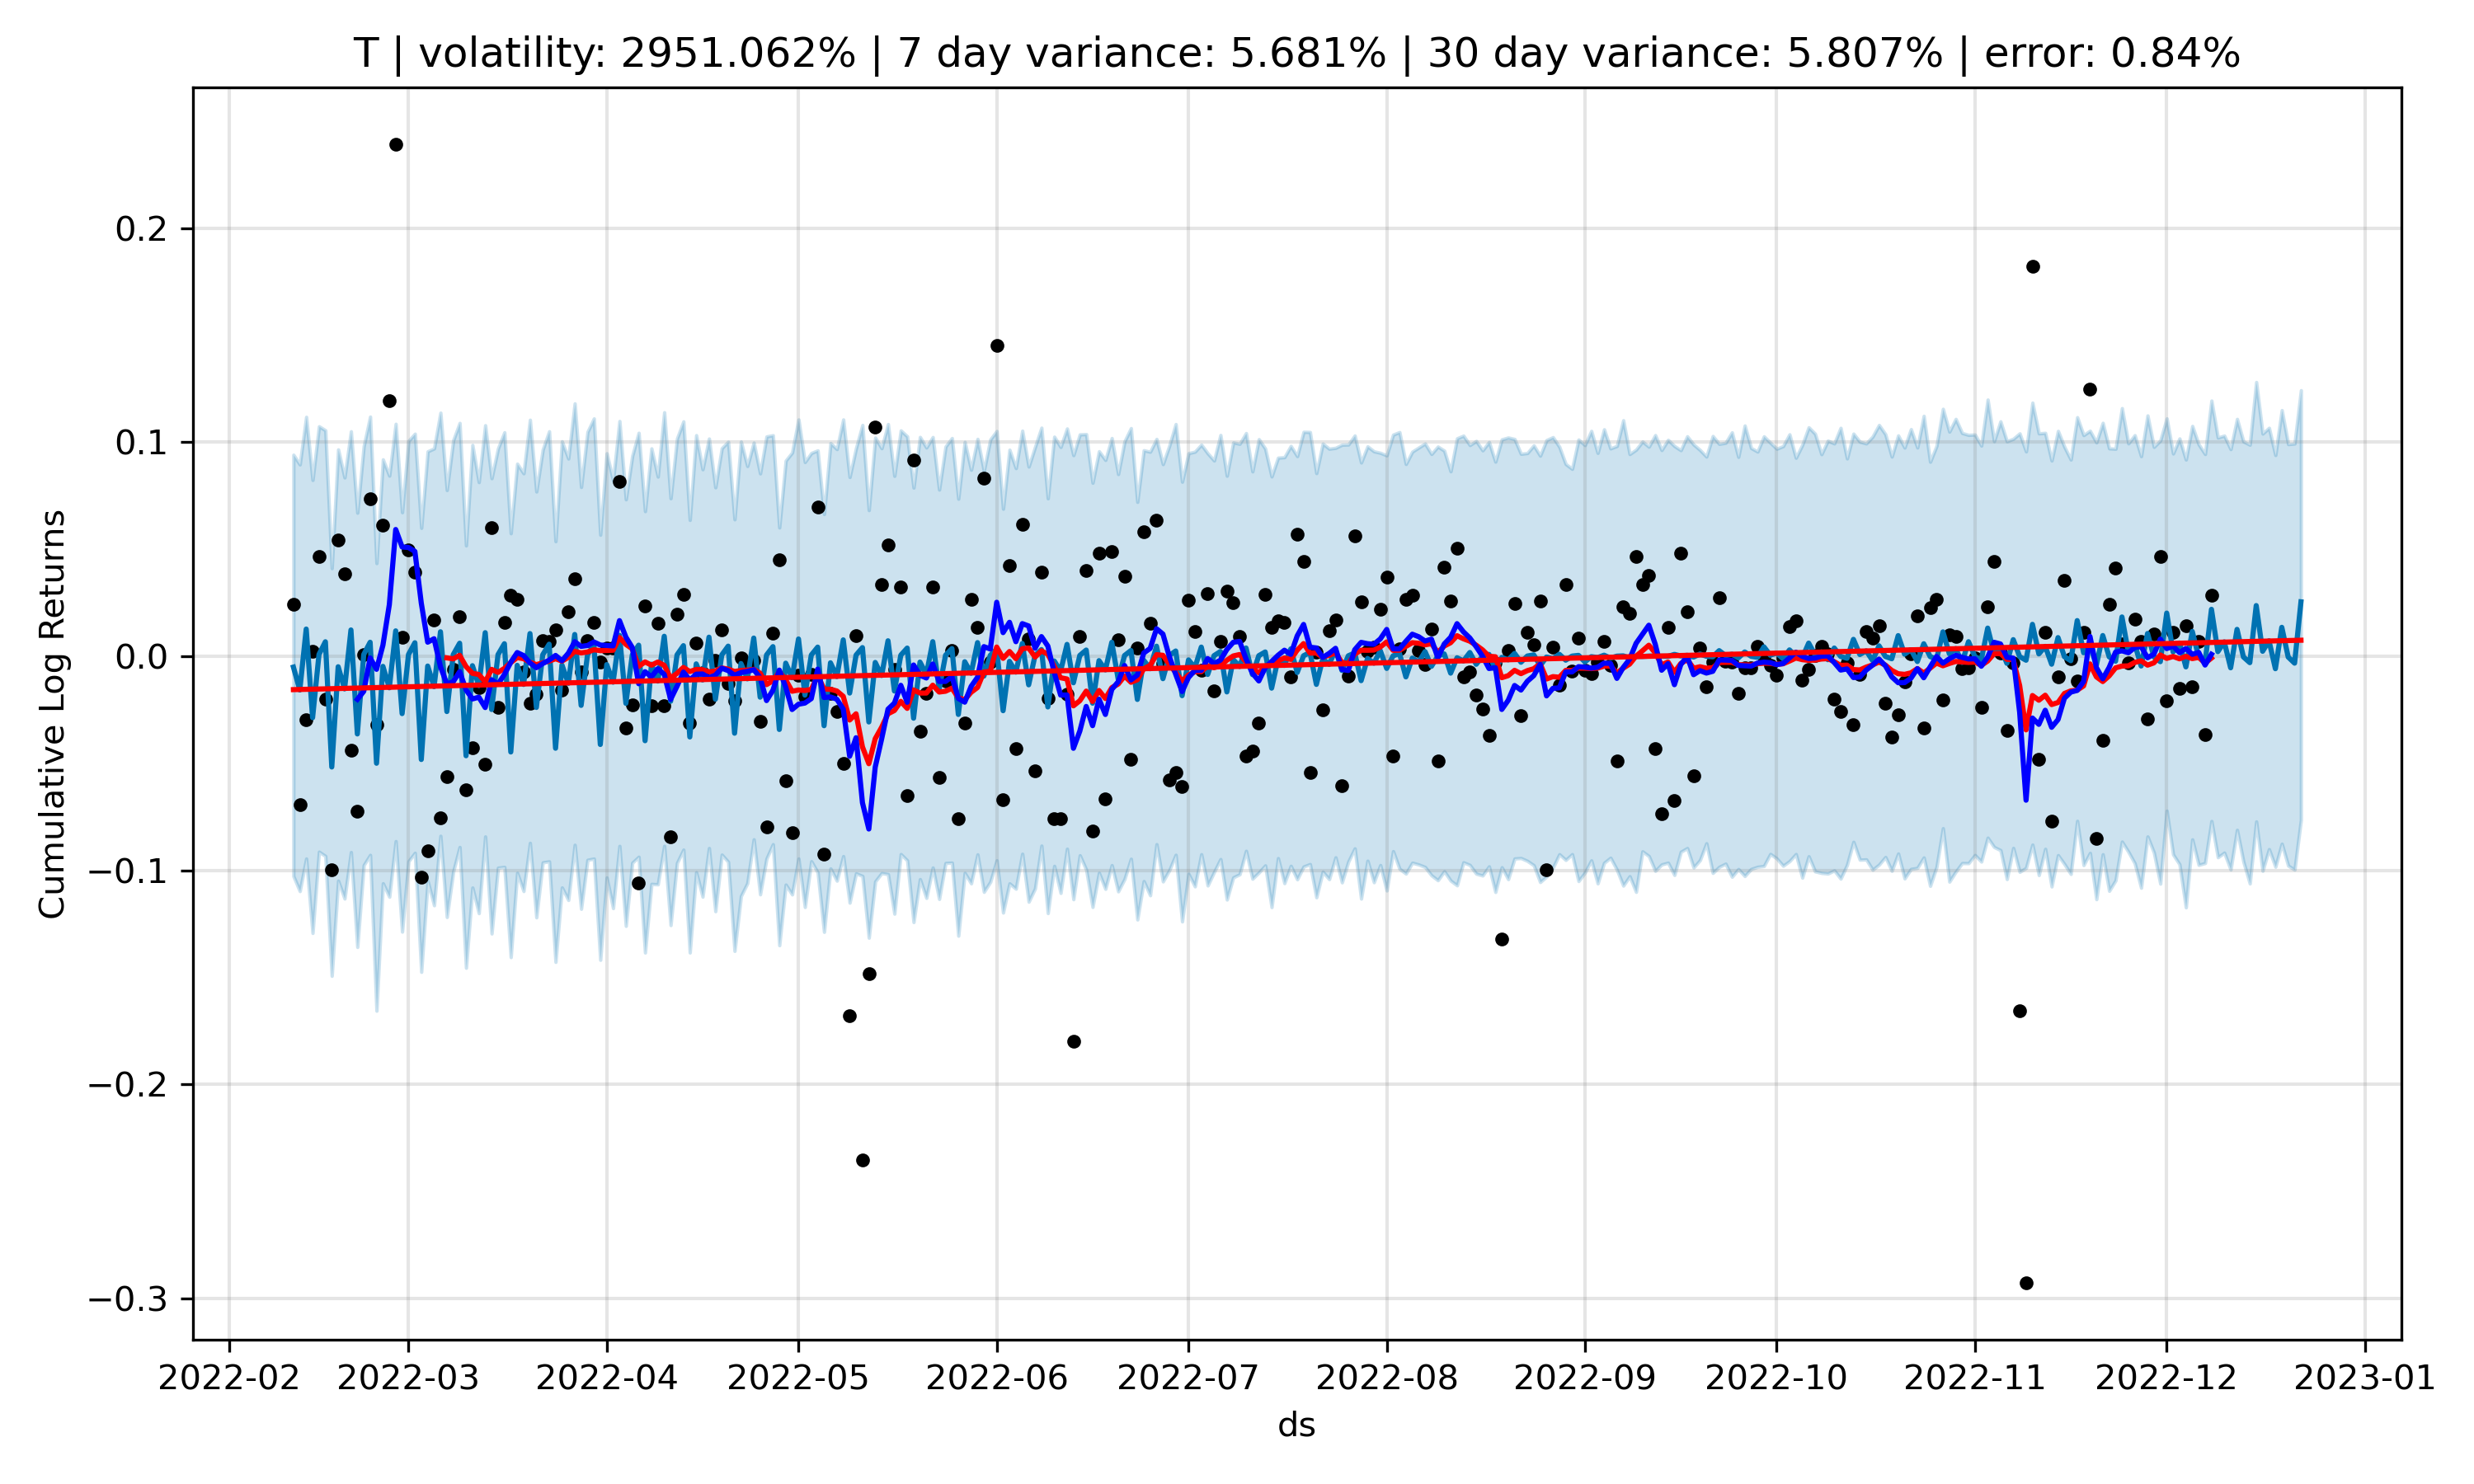 T | volatility: 2951.062% | 7 day variance: 5.681% | 30 day variance: 5.807% | error: 0.84%
Cumulative Log Returns
0.2
0.1
0.0
−0.1
−0.2
−0.3
2022-02 2022-03 2022-04 2022-05 2022-06 2022-07 2022-08 2022-09 2022-10 2022-11 2022-12 2023-01
ds